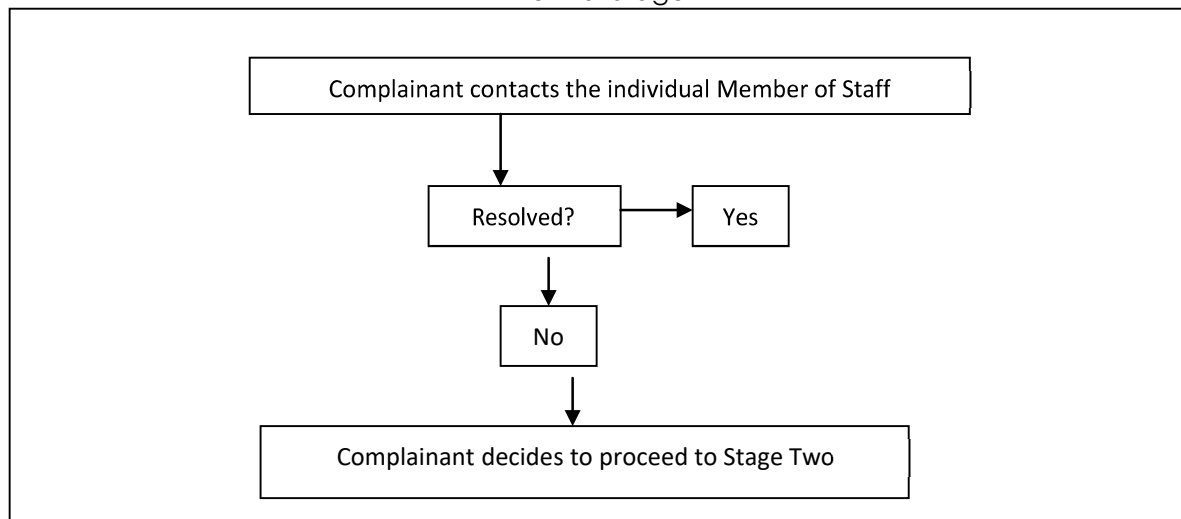 Complainant contacts the individual Member of Staff
Resolved?
Yes
No
Complainant decides to proceed to Stage Two